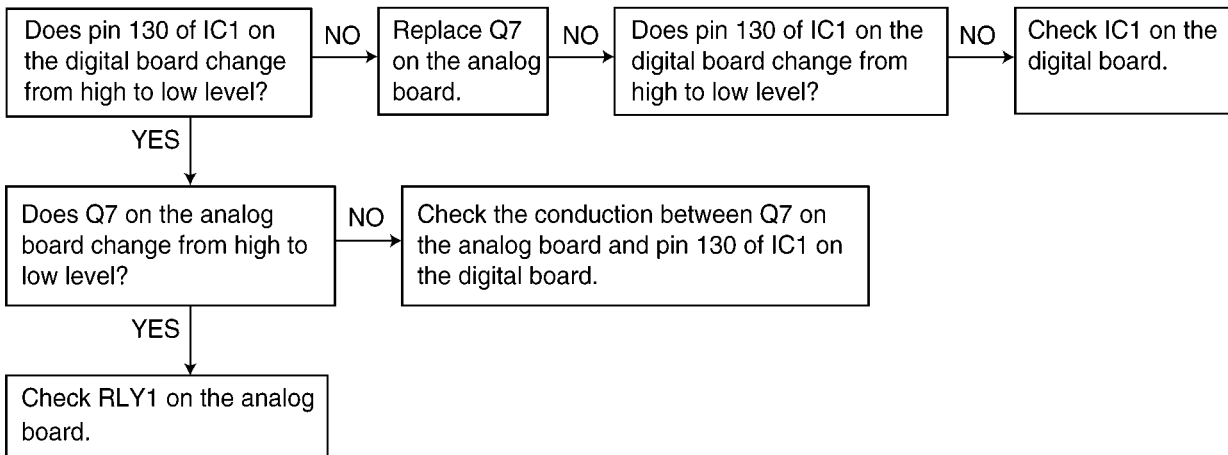 Does pin 130 of IC1 on
the digital board change
from high to low level?
NO
Replace Q7
on the analog
board.
NO
Does pin 130 of IC1 on the
digital board change from
high to low level?
NO
Check IC1 on the
digital board.
YES
Does Q7 on the analog
board change from high to
low level?
NO
Check the conduction between Q7 on
the analog board and pin 130 of IC1 on
the digital board.
YES
Check RLY1 on the analog
board.